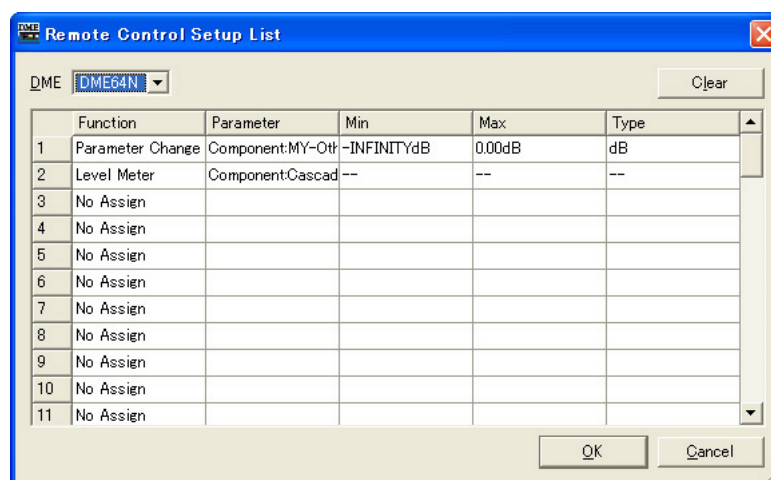 DME Remote Control Setup List
DME DME64N Clear
Function Parameter Min Max Type
1 Parameter Change Component:MY-Oth -INFINITYdB 0.00dB dB
2 Level Meter Component:Cascad -- -- --
3 No Assign
4 No Assign
5 No Assign
6 No Assign
7 No Assign
8 No Assign
9 No Assign
10 No Assign
11 No Assign
OK Cancel